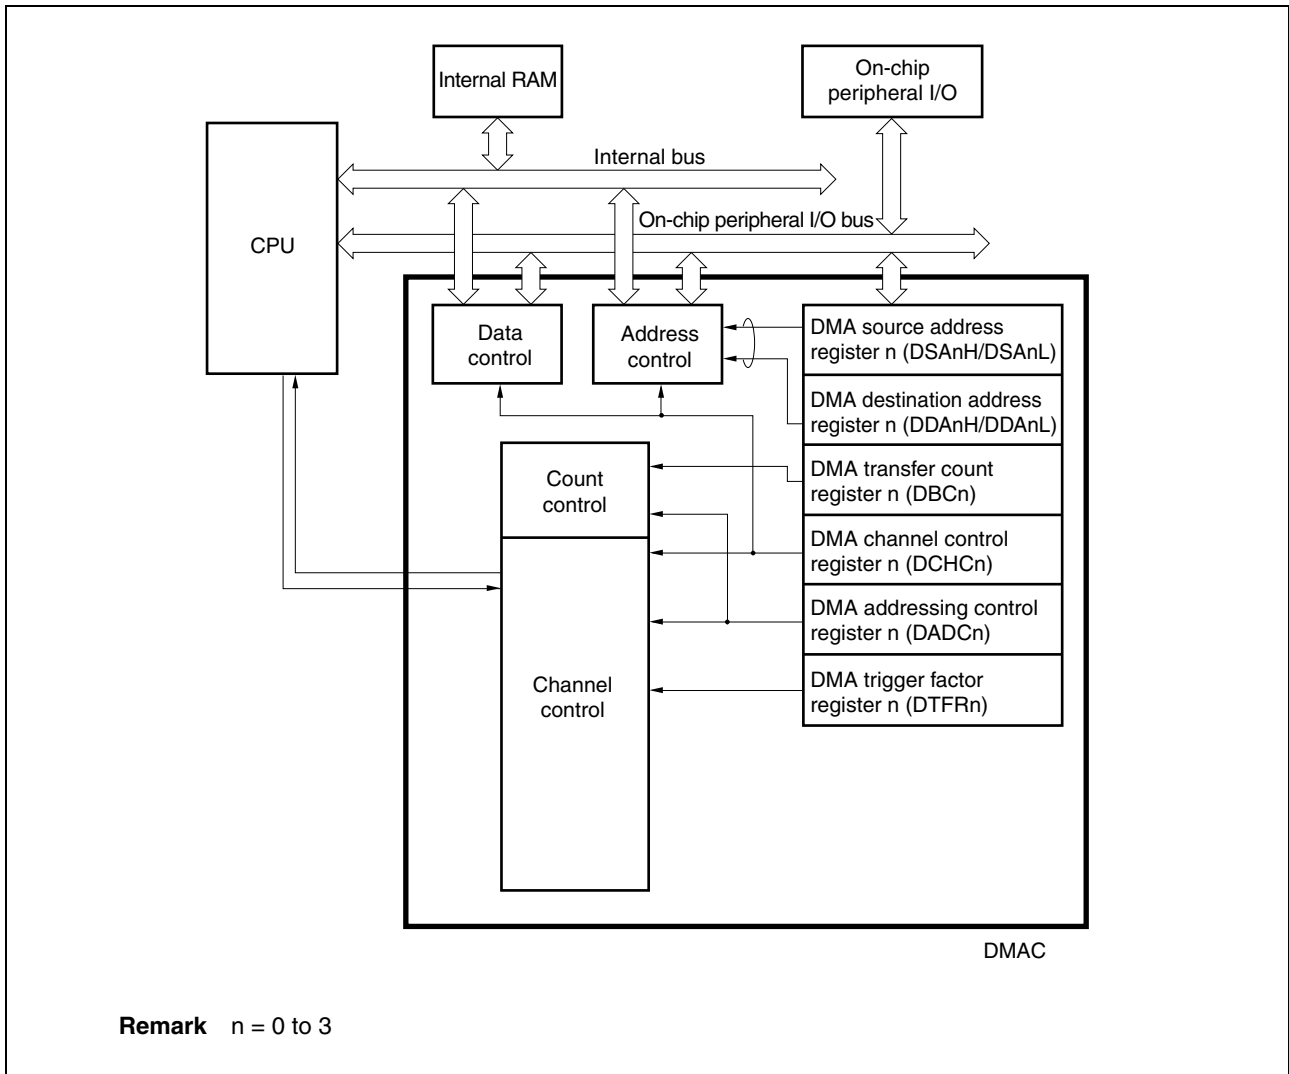 Internal RAM
On-chip
peripheral I/O
Internal bus
On-chip peripheral I/O bus
CPU
Data
control
Address
control
DMA source address
register n (DSAnH/DSAnL)
DMA destination address
register n (DDAnH/DDAnL)
Count
control
DMA transfer count
register n (DBCn)
DMA channel control
register n (DCHCn)
DMA addressing control
register n (DADCn)
Channel
control
DMA trigger factor
register n (DTFRn)
DMAC
Remark n = 0 to 3